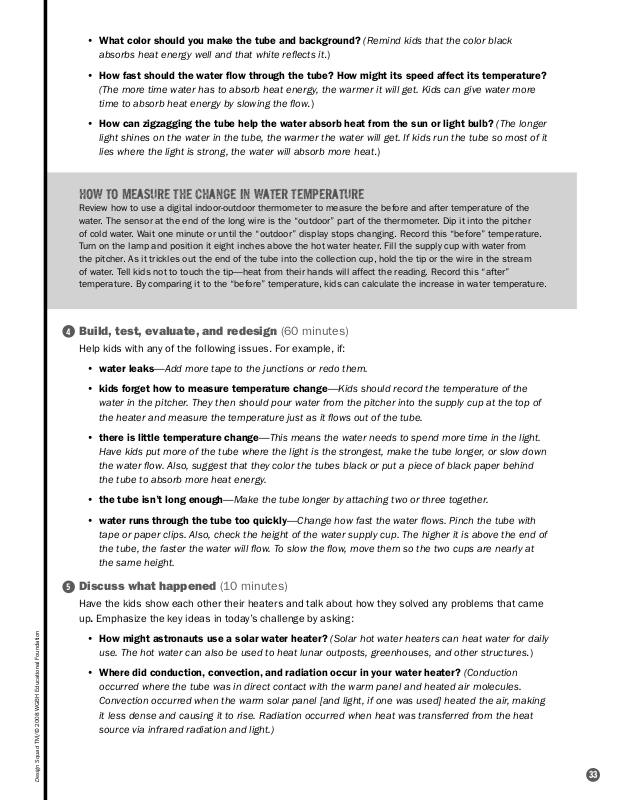 • What color should you make the tube and background? (Remind kids that the color black
absorbs heat energy well and that white reflects it.)
• How fast should the water flow through the tube? How might its speed affect its temperature?
(The more time water has to absorb heat energy, the warmer it will get. Kids can give water more
time to absorb heat energy by slowing the flow.)
• How can zigzagging the tube help the water absorb heat from the sun or light bulb? (The longer
light shines on the water in the tube, the warmer the water will get. If kids run the tube so most of it
lies where the light is strong, the water will absorb more heat.)
HOW TO MEASURE THE CHANGE IN WATER TEMPERATURE
Review how to use a digital indoor-outdoor thermometer to measure the before and after temperature of the
water. The sensor at the end of the long wire is the “outdoor” part of the thermometer. Dip it into the pitcher
of cold water. Wait one minute or until the “outdoor” display stops changing. Record this “before” temperature.
Turn on the lamp and position it eight inches above the hot water heater. Fill the supply cup with water from
the pitcher. As it trickles out the end of the tube into the collection cup, hold the tip or the wire in the stream
of water. Tell kids not to touch the tip—heat from their hands will affect the reading. Record this “after”
temperature. By comparing it to the “before” temperature, kids can calculate the increase in water temperature.
4 Build, test, evaluate, and redesign (60 minutes)
Help kids with any of the following issues. For example, if:
• water leaks—Add more tape to the junctions or redo them.
• kids forget how to measure temperature change—Kids should record the temperature of the
water in the pitcher. They then should pour water from the pitcher into the supply cup at the top of
the heater and measure the temperature just as it flows out of the tube.
• there is little temperature change—This means the water needs to spend more time in the light.
Have kids put more of the tube where the light is the strongest, make the tube longer, or slow down
the water flow. Also, suggest that they color the tubes black or put a piece of black paper behind
the tube to absorb more heat energy.
• the tube isn’t long enough—Make the tube longer by attaching two or three together.
• water runs through the tube too quickly—Change how fast the water flows. Pinch the tube with
tape or paper clips. Also, check the height of the water supply cup. The higher it is above the end of
the tube, the faster the water will flow. To slow the flow, move them so the two cups are nearly at
the same height.
5 Discuss what happened (10 minutes)
Have the kids show each other their heaters and talk about how they solved any problems that came
up. Emphasize the key ideas in today’s challenge by asking:
• How might astronauts use a solar water heater? (Solar hot water heaters can heat water for daily
use. The hot water can also be used to heat lunar outposts, greenhouses, and other structures.)
• Where did conduction, convection, and radiation occur in your water heater? (Conduction
occurred where the tube was in direct contact with the warm panel and heated air molecules.
Convection occurred when the warm solar panel [and light, if one was used] heated the air, making
it less dense and causing it to rise. Radiation occurred when heat was transferred from the heat
source via infrared radiation and light.)
Design Squad TM/© 2008 WGBH Educational Foundation
33